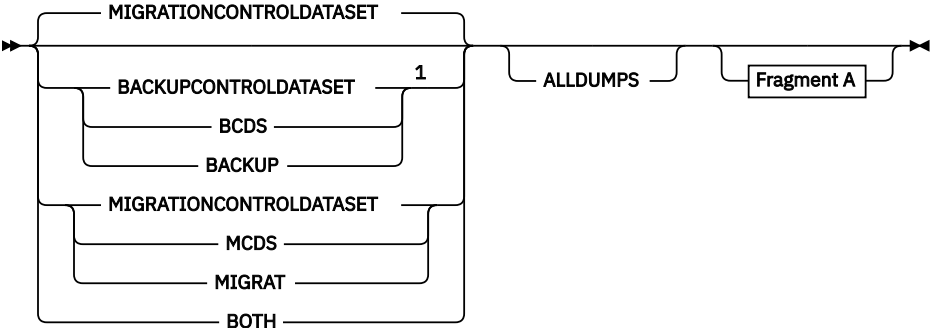 MIGRATIONCONTROLDATASET
BACKUPCONTROLDATASET 1
BCDS
BACKUP
MIGRATIONCONTROLDATASET
MCDS
MIGRAT
BOTH
ALLDUMPS
Fragment A